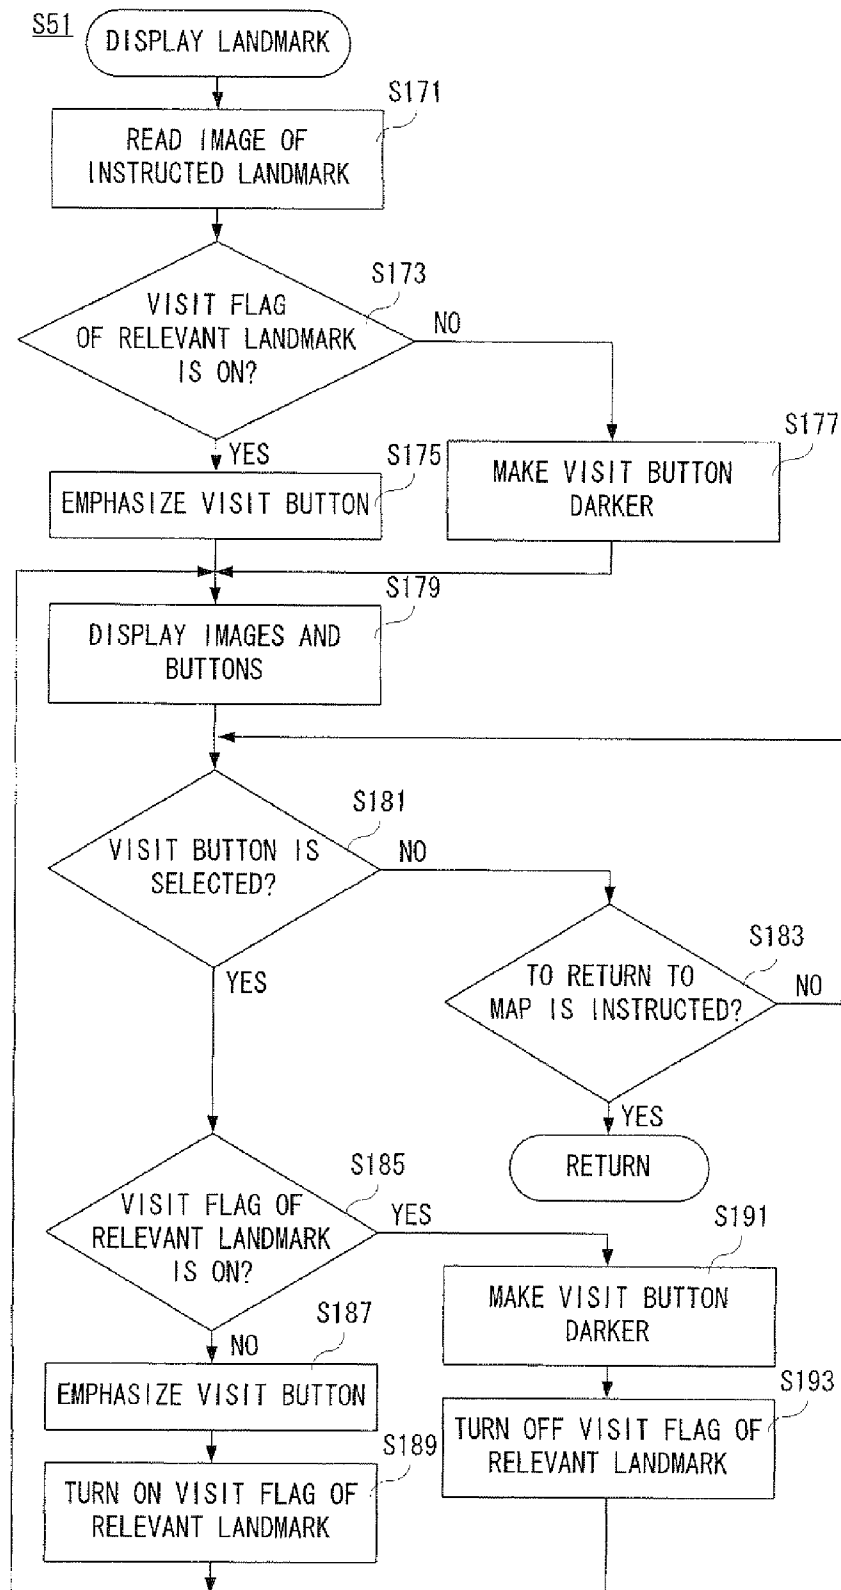 S51
DISPLAY LANDMARK
S171
READ IMAGE OF
INSTRUCTED LANDMARK
S173
VISIT FLAG
OF RELEVANT LANDMARK
IS ON?
NO
YES
S175
EMPHASIZE VISIT BUTTON
S177
MAKE VISIT BUTTON
DARKER
S179
DISPLAY IMAGES AND
BUTTONS
S181
VISIT BUTTON IS
SELECTED?
NO
YES
S183
TO RETURN TO
MAP IS INSTRUCTED?
NO
YES
RETURN
S185
VISIT FLAG OF
RELEVANT LANDMARK
IS ON?
YES
NO
S187
EMPHASIZE VISIT BUTTON
S189
TURN ON VISIT FLAG OF
RELEVANT LANDMARK
S191
MAKE VISIT BUTTON
DARKER
S193
TURN OFF VISIT FLAG OF
RELEVANT LANDMARK